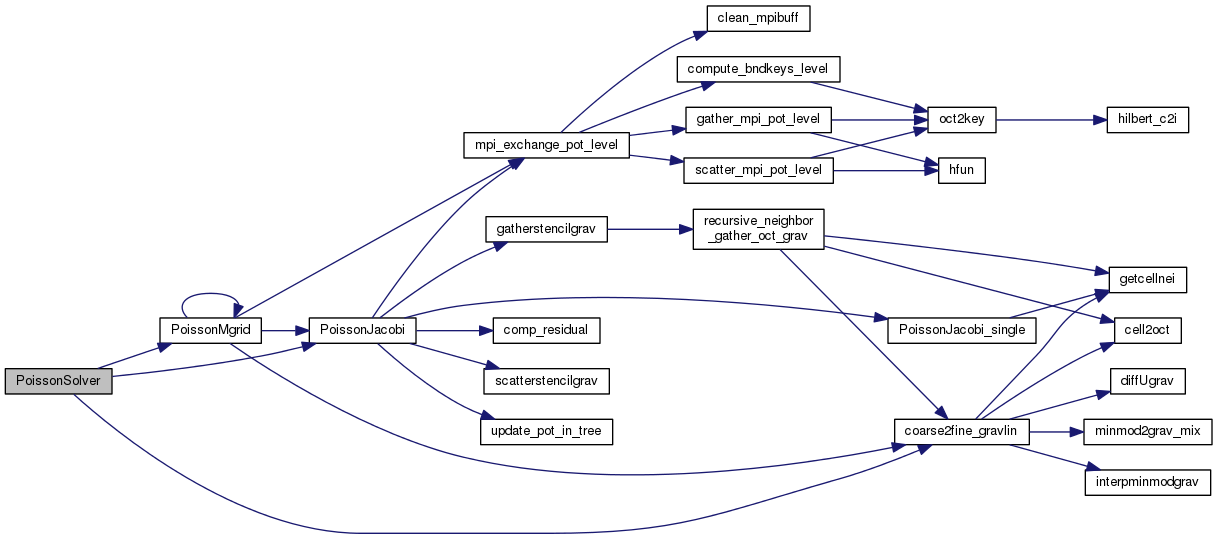 clean_mpibuff
compute_bndkeys_level
gather_mpi_pot_level
oct2key
hilbert_c2i
mpi_exchange_pot_level
scatter_mpi_pot_level
hfun
gatherstencilgrav
recursive_neighbor
_gather_oct_grav
getcellnei
PoissonMgrid
PoissonJacobi
comp_residual
PoissonJacobi_single
cell2oct
PoissonSolver
scatterstencilgrav
diffUgrav
update_pot_in_tree
coarse2fine_gravlin
minmod2grav_mix
interpminmodgrav